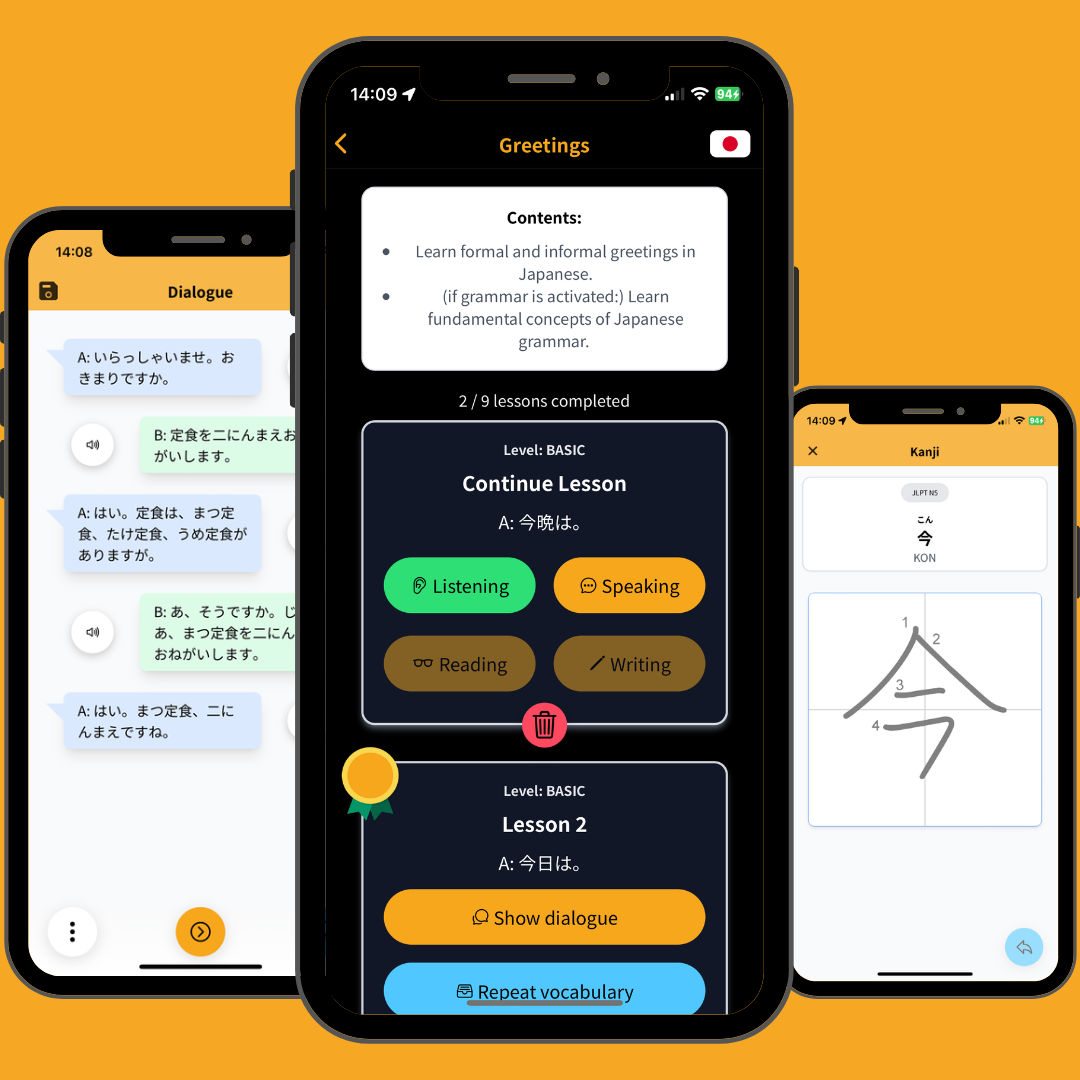 14:08
Dialogue
A: いらっしゃいませ。お
きまりですか。
B: 定食を二にんまえお
がいします。
A: はい。定食は、まつ定
食、たけ定食、うめ定食が
ありますが。
B: あ、そうですか。じ
あ、まつ定食を二にん
おねがいします。
A: はい。まつ定食、二に
んまえですね。
14:09
94
Greetings
Contents:
• Learn formal and informal greetings in
Japanese.
• (if grammar is activated:) Learn
fundamental concepts of Japanese
grammar.
2 / 9 lessons completed
Level: BASIC
Continue Lesson
A: 今晩は。
Listening
Speaking
Reading
Writing
Level: BASIC
Lesson 2
A: 今日は。
Show dialogue
Repeat vocabulary
14:09
94
Kanji
JLPT N5
こん
今
KON
1
2
3
4
今